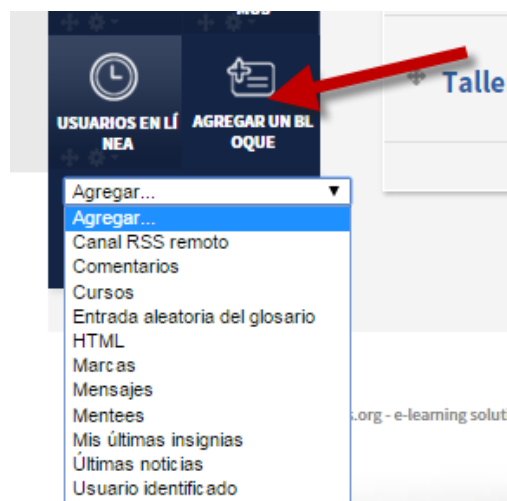 USUARIOS EN LÍ
NEA
AGREGAR UN BL
OQUE
Talle
Agregar...
Agregar...
Canal RSS remoto
Comentarios
Cursos
Entrada aleatoria del glosario
HTML
Marcas
Mensajes
Mentees
Mis últimas insignias
Últimas noticias
Usuario identificado
.org - e-learning solut